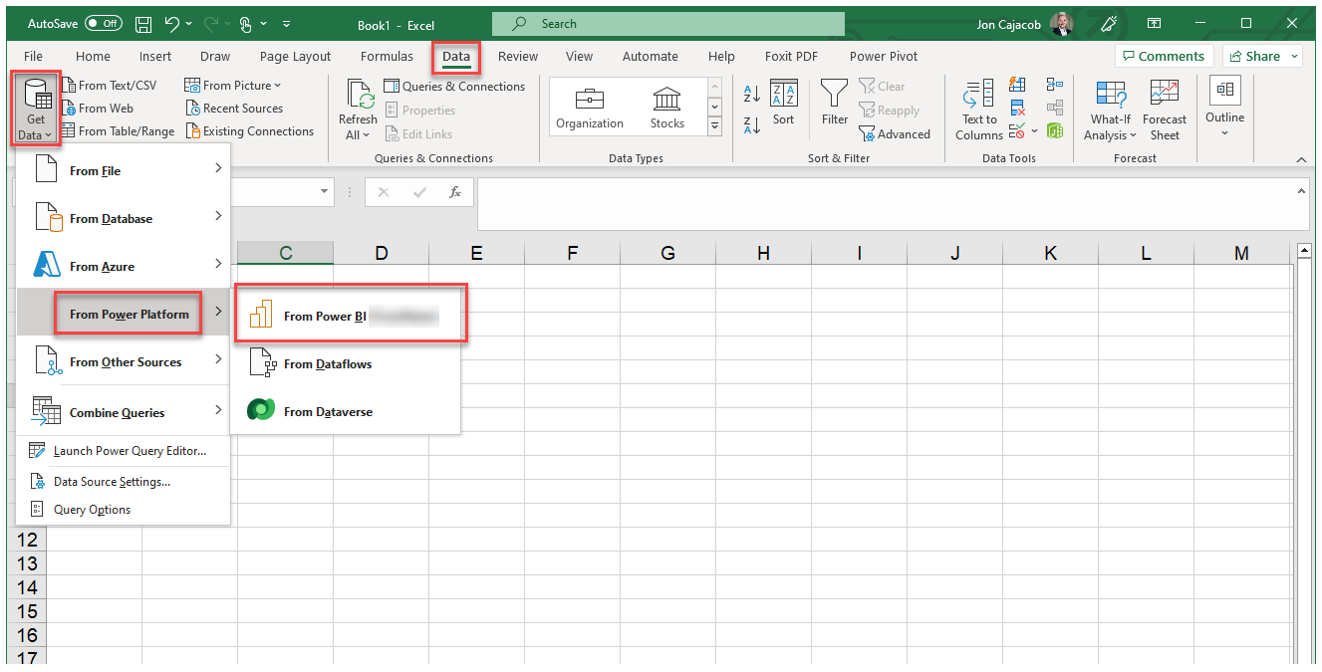 AutoSave Off Book1 - Excel Search Jon Cajacob
File Home Insert Draw Page Layout Formulas Data Review View Automate Help Foxit PDF Power Pivot Comments Share
Get Data
From Text/CSV
From Web
From Table/Range
From Picture
Recent Sources
Existing Connections
Refresh All
Queries & Connections
Properties
Edit Links
Queries & Connections
Organization
Stocks
Data Types
A
Z
Z
A
Z A
A Z
Sort
Filter
Clear
Reapply
Advanced
Sort & Filter
Text to
Columns
Data Tools
What-If
Analysis
Forecast
Sheet
Forecast
Outline
From File
From Database
From Azure
From Power Platform
From Other Sources
Combine Queries
Launch Power Query Editor...
Data Source Settings...
Query Options
From Power BI
From Dataflows
From Dataverse
fx
C D E F G H I J K L M
12
13
14
15
16
17